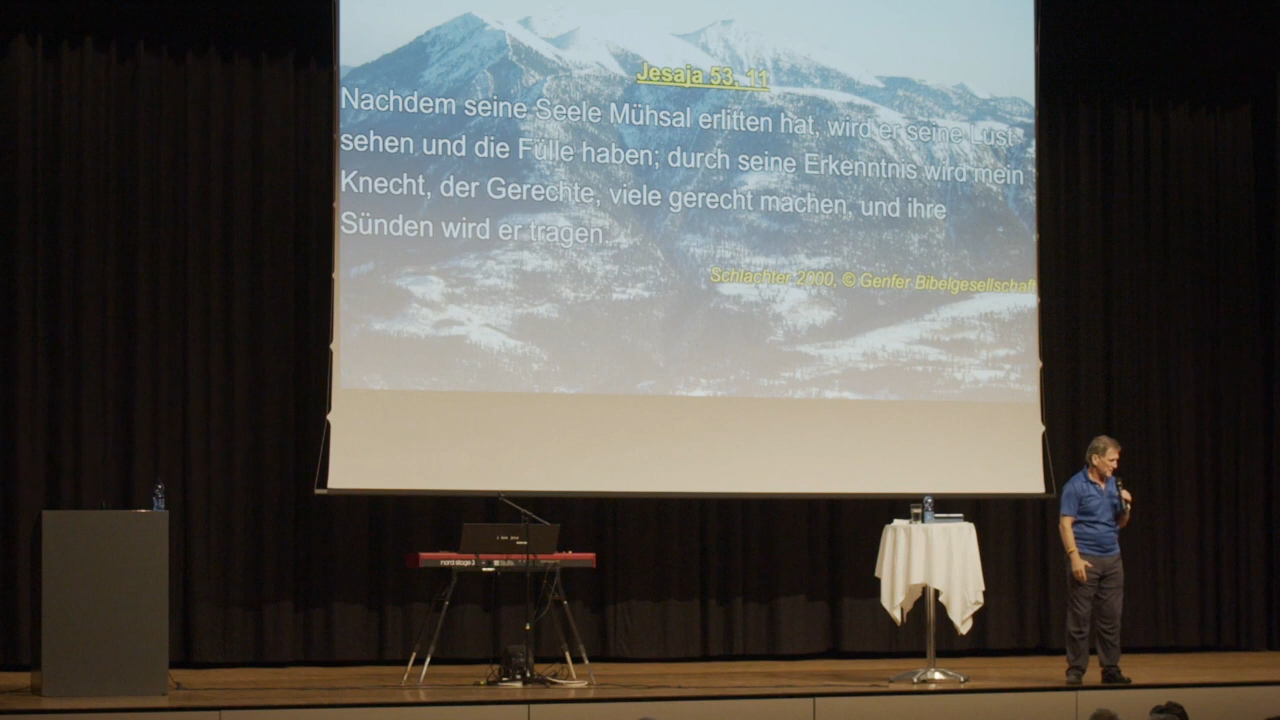 Jesaja 53, 11
Nachdem seine Seele Mühsal erlitten hat, wird er seine Lust
sehen und die Fülle haben; durch seine Erkenntnis wird mein
Knecht, der Gerechte, viele gerecht machen, und ihre
Sünden wird er tragen.
Schlachter 2000, © Genfer Bibelgesellschaft
nord stage 3